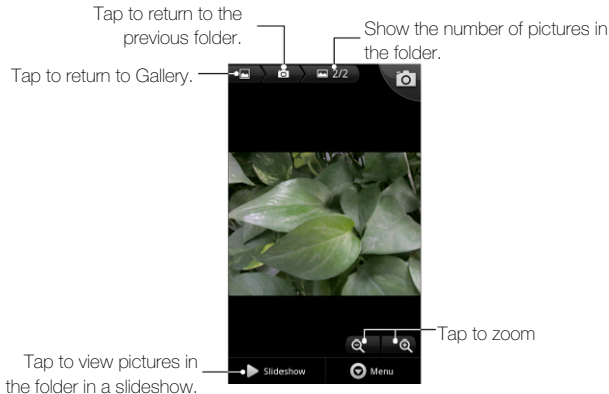 Tap to return to the
previous folder.
Show the number of pictures in
the folder.
Tap to return to Gallery.
2/2
Tap to zoom
Slideshow
Menu
Tap to view pictures in
the folder in a slideshow.